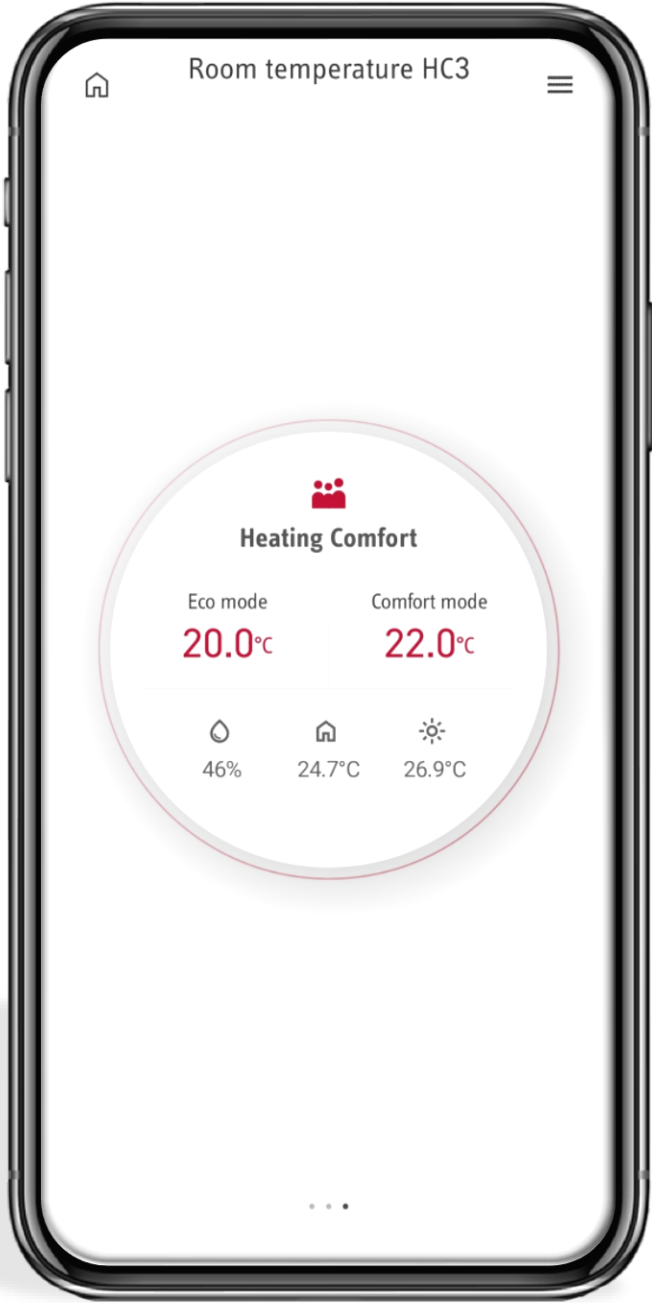 Room temperature HC3
Heating Comfort
Eco mode Comfort mode
20.0°C 22.0°C
46% 24.7°C 26.9°C